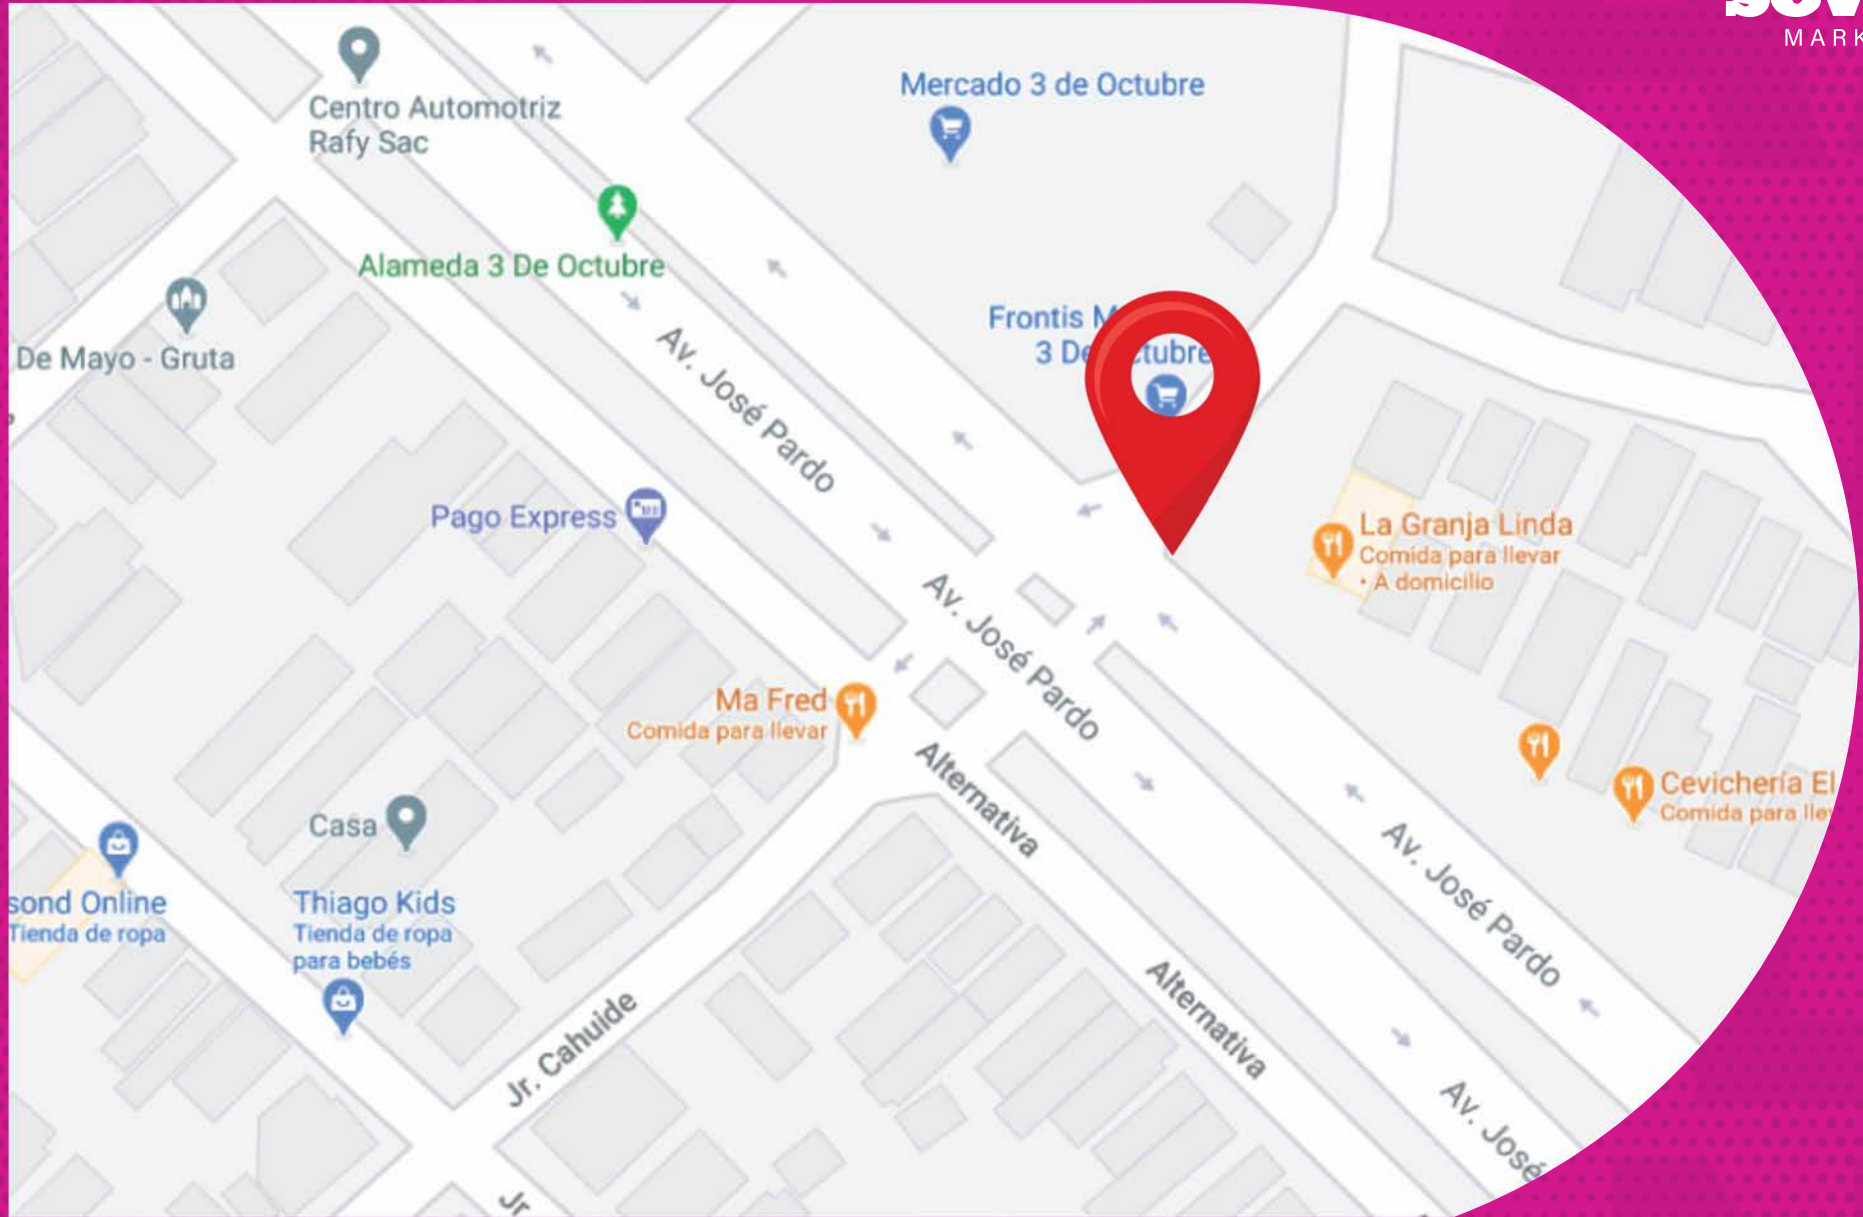 MARK
Centro Automotriz
Rafy Sac
Mercado 3 de Octubre
Alameda 3 De Octubre
De Mayo - Gruta
Frontis
3 De
Av. José Pardo
Pago Express
La Granja Linda
Comida para llevar
• A domicilio
Av. José Pardo
Ma Fred
Comida para llevar
Alternativa
Casa
Cevichería El
Comida para lle
Av. José Pardo
sond Online
Tienda de ropa
Thiago Kids
Tienda de ropa
para bebés
Alternativa
Jr. Cahuide
Av. José
Jr